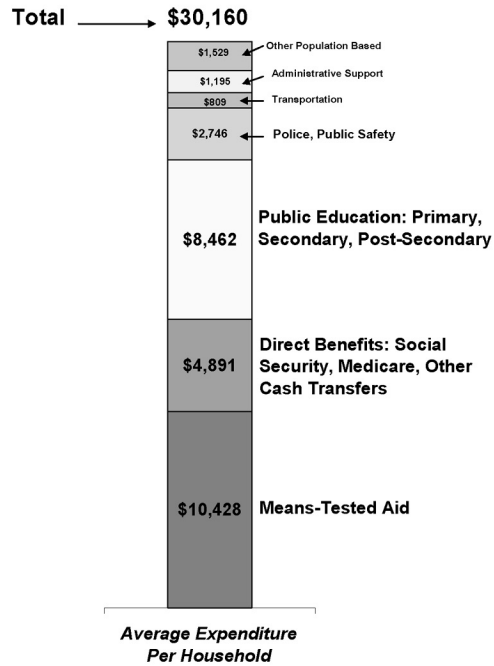 Total $30,160
$1,529 Other Population Based
$1,195 Administrative Support
$809 Transportation
$2,746 Police, Public Safety
$8,462
Public Education: Primary,
Secondary, Post-Secondary
$4,891
Direct Benefits: Social
Security, Medicare, Other
Cash Transfers
$10,428 Means-Tested Aid
Average Expenditure
Per Household